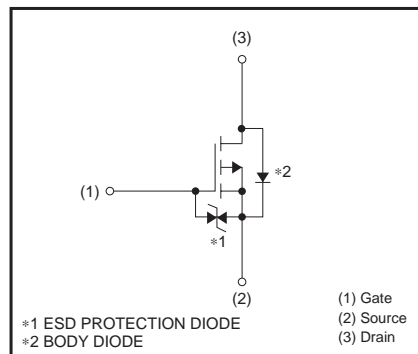 (3)
*2
(1)
*1
(2)
*1 ESD PROTECTION DIODE
*2 BODY DIODE
(1) Gate
(2) Source
(3) Drain